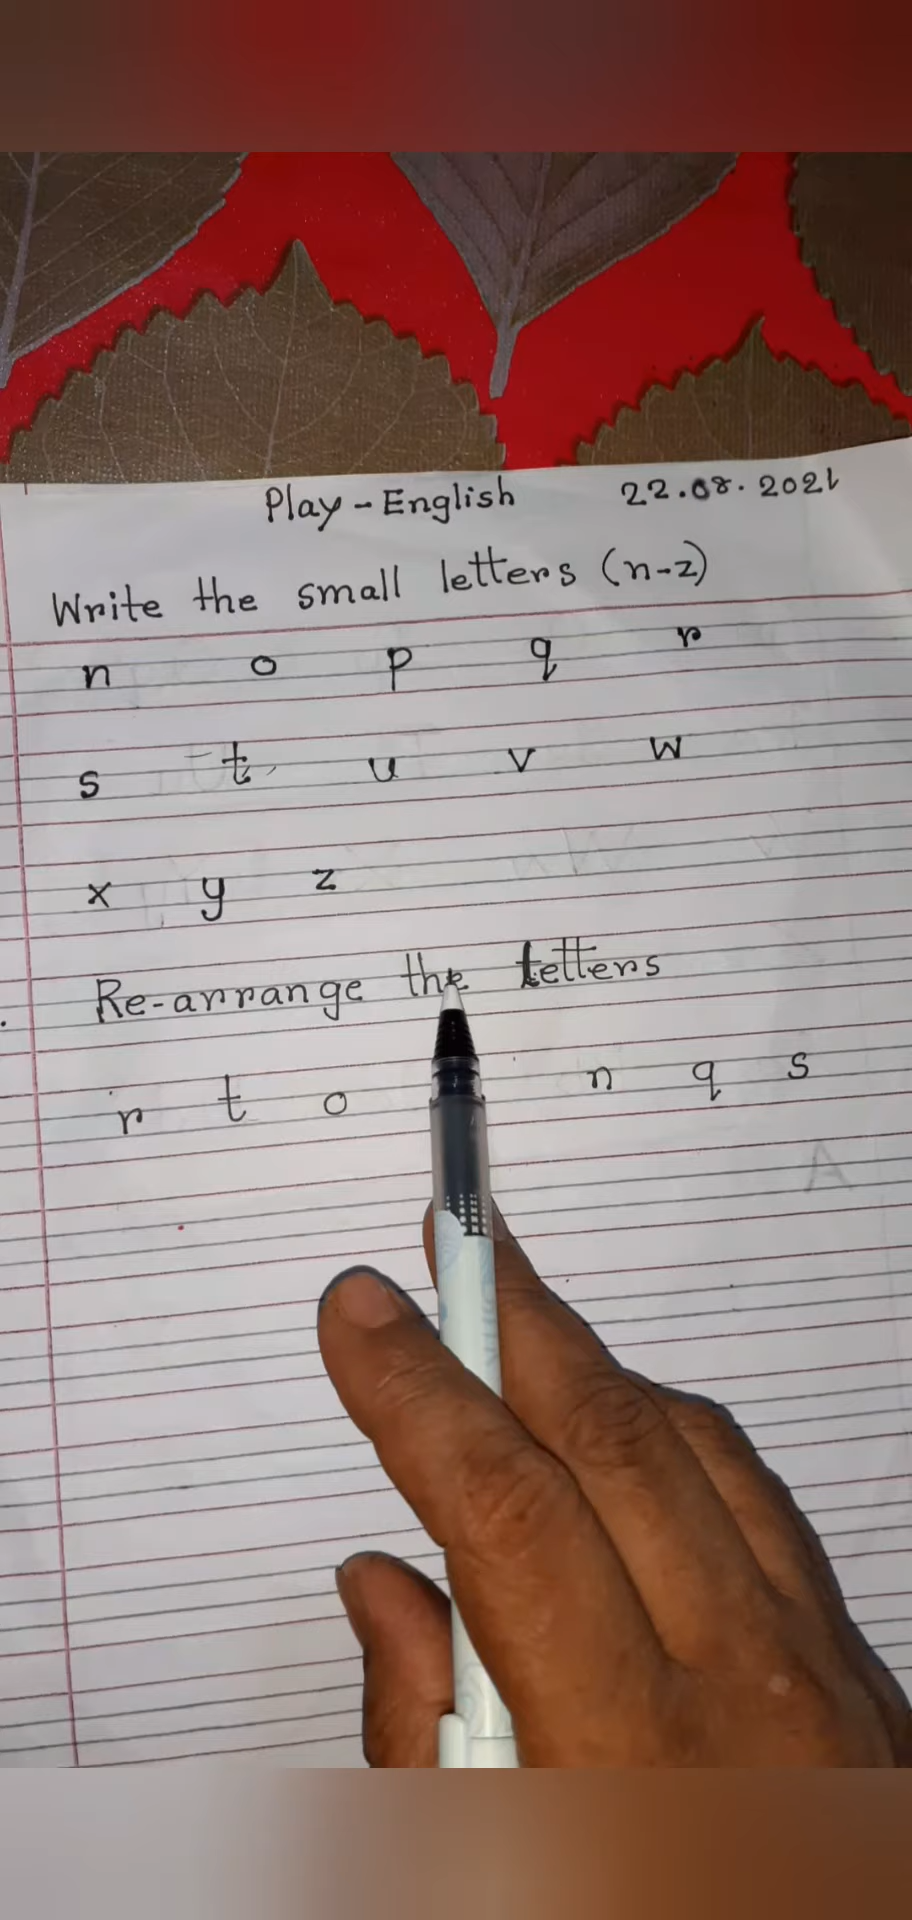 Play - English 22.08.2021
Write the small letters (n-z)
n o p q r
s t u v w
x y z
Re-arrange the letters
r t o n q s
A